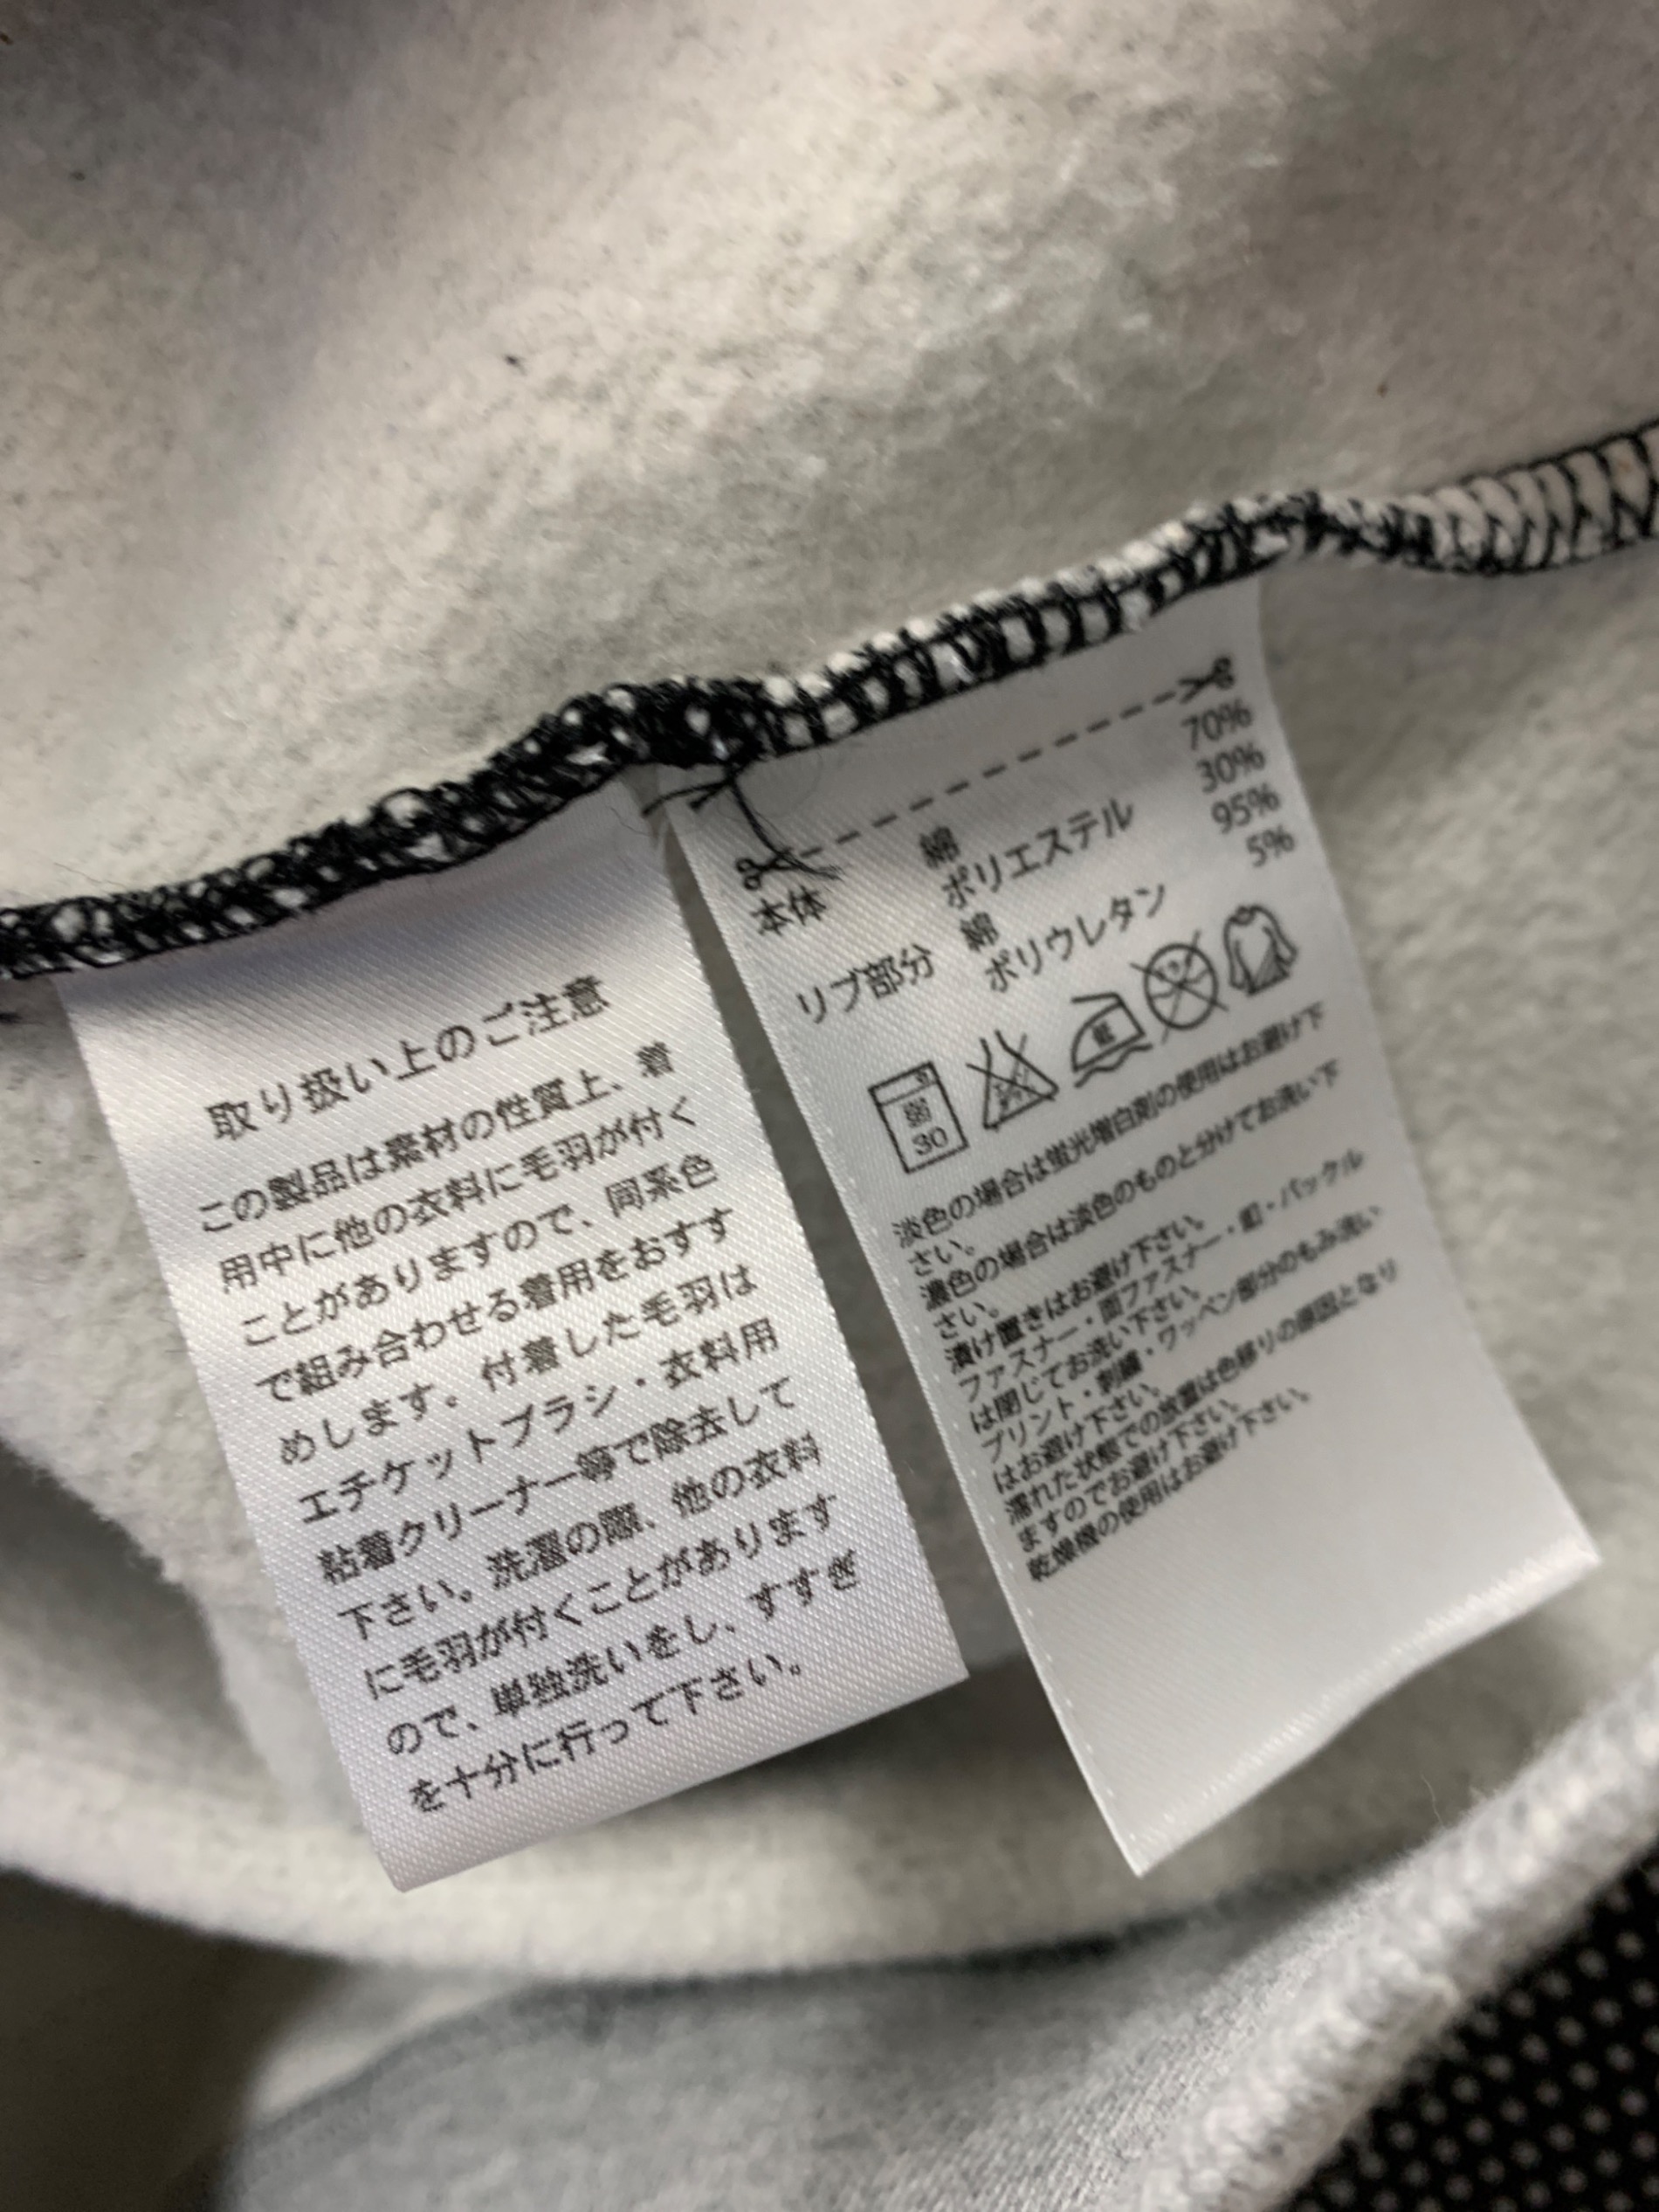 取り扱い上のご注意
この製品は素材の性質上、着
用中に他の衣料に毛羽が付く
ことがありますので、同系色
で組み合わせる着用をおすす
めします。付着した毛羽は
エチケットブラシ・衣料用
粘着クリーナー等で除去して
下さい。洗濯の際、他の衣料
に毛羽が付くことがあります
ので、単独洗いをし、すすぎ
を十分に行って下さい。
本体 綿 70%
ポリエステル 30%
リブ部分 綿 95%
ポリウレタン 5%
弱 30
低
淡色の場合は蛍光増白剤の使用はお避け下
さい。
濃色の場合は淡色のものと分けてお洗い下
さい。
漬け置きはお避け下さい。
ファスナー・面ファスナー・釦・バックル
は閉じてお洗い下さい。
プリント・刺繍・ワッペン部分のもみ洗い
はお避け下さい。
濡れた状態での放置は色移りの原因となり
ますのでお避け下さい。
乾燥機の使用はお避け下さい。